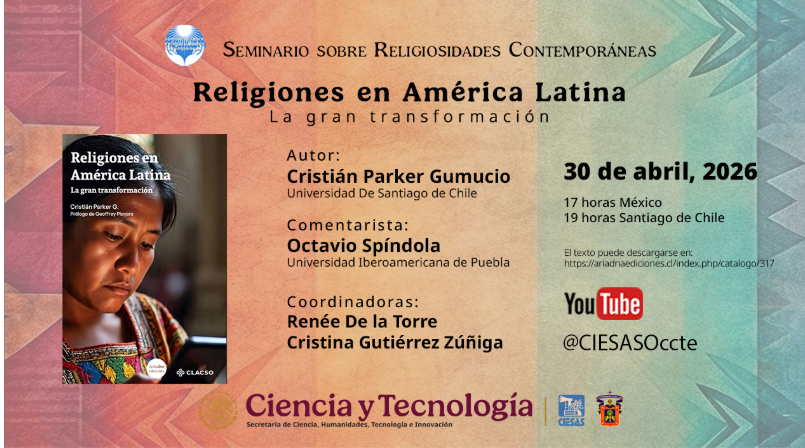 SEMINARIO SOBRE RELIGIOSIDADES CONTEMPORÁNEAS
Religiones en América Latina
La gran transformación
Religiones en
América Latina
La gran transformación
Cristián Parker G.
Prólogo de Geoffrey Pleyers
CLACSO
Autor:
Cristián Parker Gumucio
Universidad De Santiago de Chile
Comentarista:
Octavio Spíndola
Universidad Iberoamericana de Puebla
Coordinadoras:
Renée De la Torre
Cristina Gutiérrez Zúñiga
30 de abril, 2026
17 horas México
19 horas Santiago de Chile
El texto puede descargarse en:
https://ariadnaediciones.cl/index.php/catalogo/317
YouTube
@CIESASOccte
Ciencia y Tecnología
Secretaría de Ciencia, Humanidades, Tecnología e Innovación
CIESAS